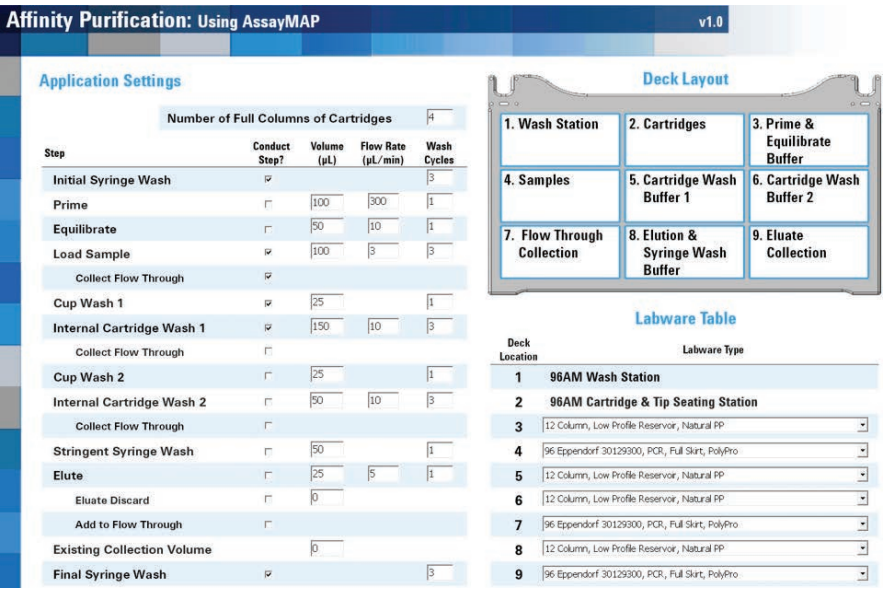 Affinity Purification: Using AssayMAP v1.0
Application Settings
Number of Full Columns of Cartridges 4
Step Conduct Step? Volume (µL) Flow Rate (µL/min) Wash Cycles
Initial Syringe Wash 3
Prime 100 300 1
Equilibrate 50 10 1
Load Sample 100 3 3
Collect Flow Through
Cup Wash 1 25 1
Internal Cartridge Wash 1 150 10 3
Collect Flow Through
Cup Wash 2 25 1
Internal Cartridge Wash 2 50 10 3
Collect Flow Through
Stringent Syringe Wash 50 1
Elute 25 5 1
Eluate Discard 0
Add to Flow Through
Existing Collection Volume 0
Final Syringe Wash 3
Deck Layout
1. Wash Station
2. Cartridges
3. Prime &
Equilibrate
Buffer
4. Samples
5. Cartridge Wash
Buffer 1
6. Cartridge Wash
Buffer 2
7. Flow Through
Collection
8. Elution &
Syringe Wash
Buffer
9. Eluate
Collection
Labware Table
Deck Location Labware Type
1 96AM Wash Station
2 96AM Cartridge & Tip Seating Station
3 12 Column, Low Profile Reservoir, Natural PP
4 96 Eppendorf 30129300, PCR, Full Skirt, PolyPro
5 12 Column, Low Profile Reservoir, Natural PP
6 12 Column, Low Profile Reservoir, Natural PP
7 96 Eppendorf 30129300, PCR, Full Skirt, PolyPro
8 12 Column, Low Profile Reservoir, Natural PP
9 96 Eppendorf 30129300, PCR, Full Skirt, PolyPro